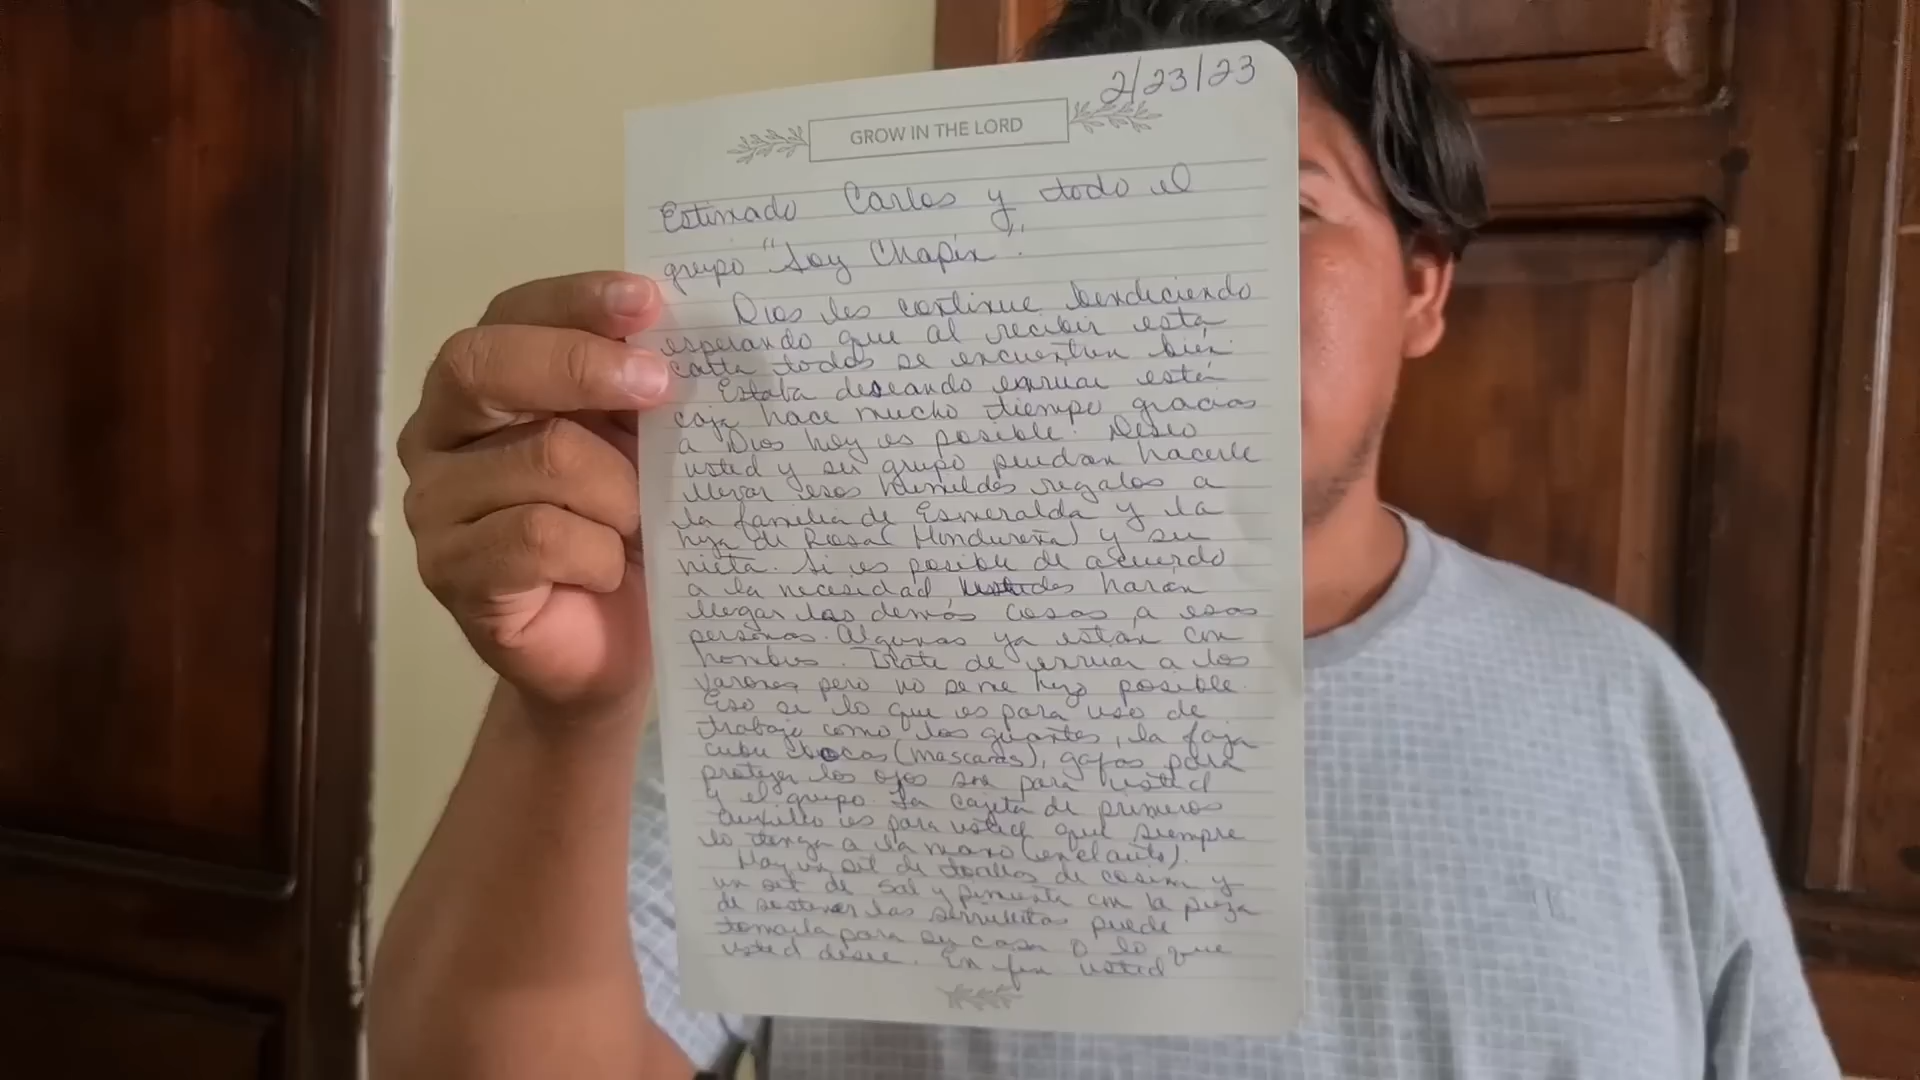 2/23/23
GROW IN THE LORD
Estimado Carlos y todo el
grupo "Soy Chapin".
Dios les continue bendiciendo
esperando que al recibir esta
carta todos se encuentren bien.
Estaba deseando enviar esta
caja hace mucho tiempo gracias
a Dios hoy es posible. Deseo
usted y su grupo puedan hacerle
llegar esos humildes regalos a
la familia de Esmeralda y la
hija de Rosa (Hondureña) y su
nieta. Si es posible de acuerdo
a la necesidad, ustedes haran
llegar las demás cosas a esas
personas. Algunas ya están con
nombres. Trate de enviar a los
varones pero no se me hizo posible.
Eso si lo que es para uso de
trabajo como los guantes, la faja
cubre bocas (mascaras), gafas para
proteger los ojos son para usted
y el grupo. La cajeta de primeros
auxilio es para usted que siempre
lo tenga a la mano (en el auto).
Hay un set de toallas de cosina y
un set de sal y pimienta con la pieza
de sostener las servilletas puede
tomarla para su casa o lo que
usted desee. En fin usted